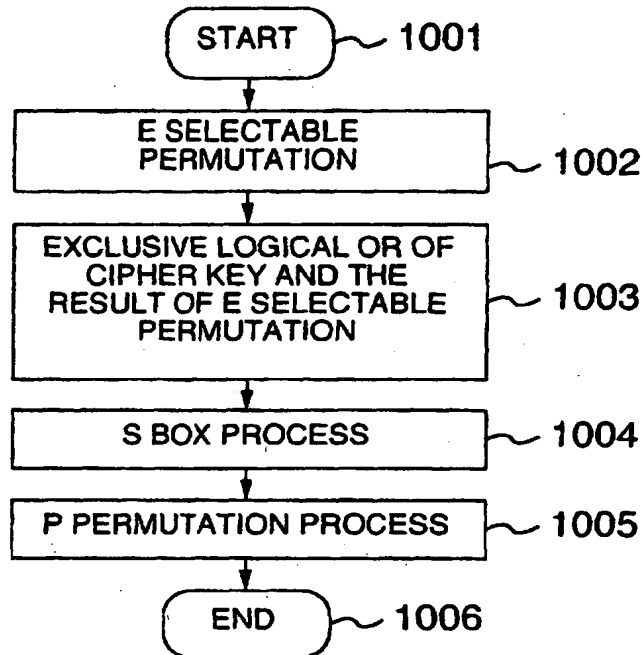 START 1001
E SELECTABLE
PERMUTATION 1002
EXCLUSIVE LOGICAL OR OF
CIPHER KEY AND THE
RESULT OF E SELECTABLE 1003
PERMUTATION
S BOX PROCESS 1004
P PERMUTATION PROCESS 1005
END 1006